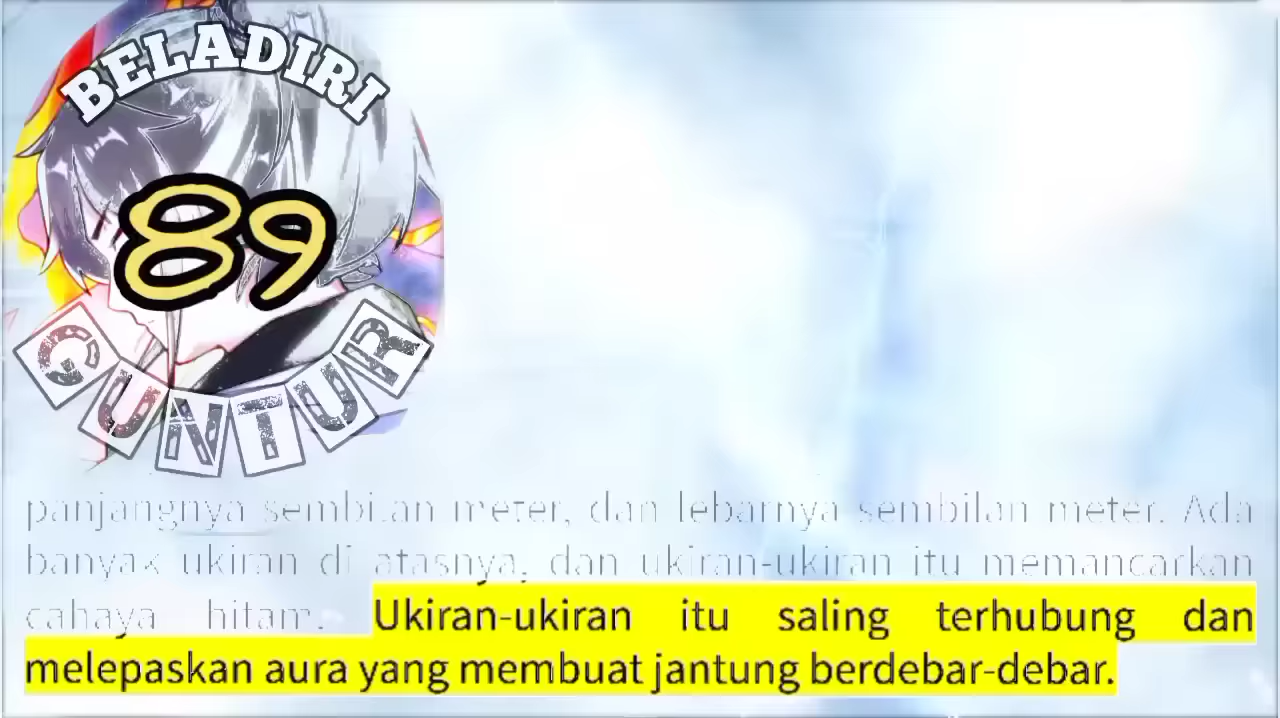 BELADIRI
89
GUNTUR
panjangnya sembilan meter, dan lebarnya sembilan meter. Ada
banyak ukiran di atasnya, dan ukiran-ukiran itu memancarkan
cahaya hitam. Ukiran-ukiran itu saling terhubung dan
melepaskan aura yang membuat jantung berdebar-debar.